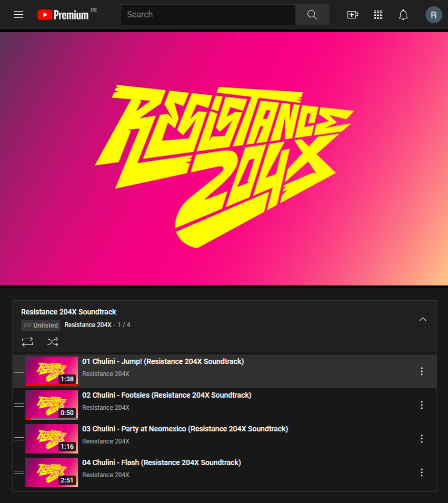 Premium DE
Search
R
RESISTANCE
204X
Resistance 204X Soundtrack
Unlisted Resistance 204X - 1 / 4
1:38
01 Chulini - Jump! (Resistance 204X Soundtrack)
Resistance 204X
0:50
02 Chulini - Footsies (Resistance 204X Soundtrack)
Resistance 204X
1:16
03 Chulini - Party at Neomexico (Resistance 204X Soundtrack)
Resistance 204X
2:51
04 Chulini - Flash (Resistance 204X Soundtrack)
Resistance 204X